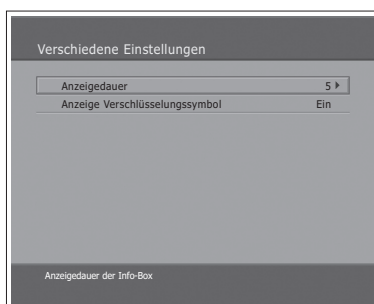 Verschiedene Einstellungen
Anzeigedauer 5
Anzeige Verschlüsselungssymbol Ein
Anzeigedauer der Info-Box